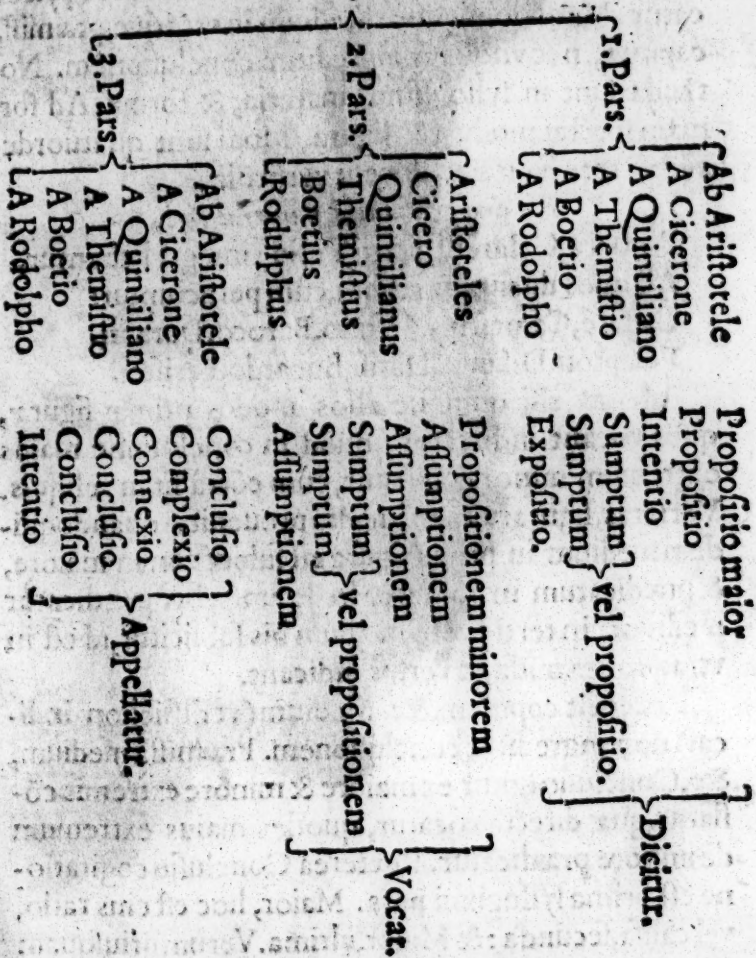 1. Pars.
Ab Ariſtotele Propoſitio maior
A Cicerone Propoſitio
A Quintiliano Intentio
A Themiſtio Sumptum
A Boetio Sumptum vel propoſitio.
A Rodolpho Expoſitio.
Dicitur.
2. Pars.
Ariſtoteles Propoſitionem minorem
Cicero Aſſumptionem
Quintilianus Aſſumptionem
Themiſtius Sumptum
Boetius Sumptum vel propoſitionem
Rodulphus Aſſumptionem
Vocat.
3. Pars.
Ab Ariſtotele Concluſio
A Cicerone Complexio
A Quintiliano Connexio
A Themiſtio Concluſio
A Boetio Concluſio
A Rodolpho Intentio
Appellatur.